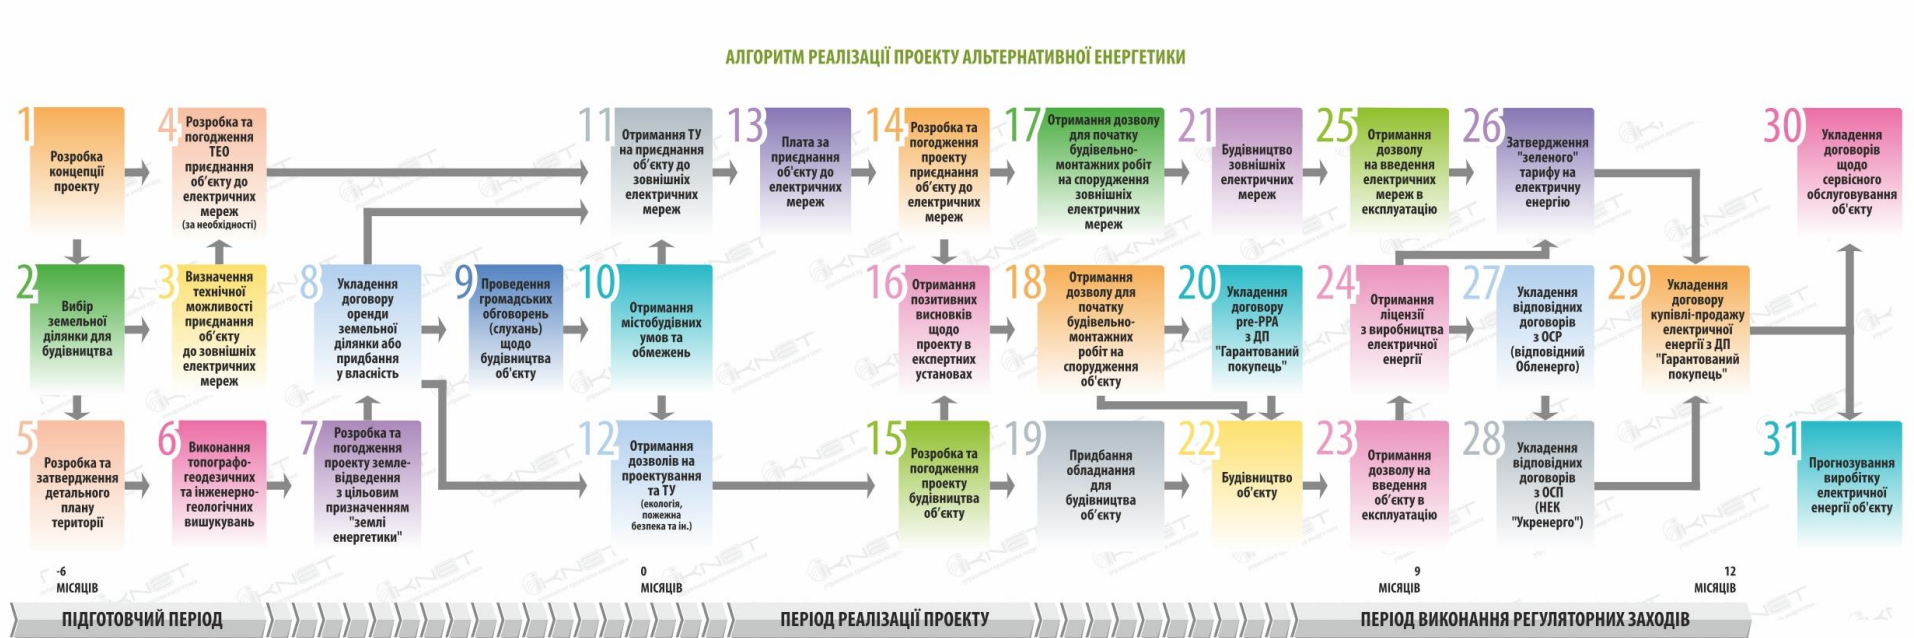 АЛГОРИТМ РЕАЛІЗАЦІЇ ПРОЕКТУ АЛЬТЕРНАТИВНОЇ ЕНЕРГЕТИКИ
1
Розробка
концепції
проекту
4
Розробка та
погодження
ТЕО
приєднання
об'єкту до
електричних
мереж
(за необхідності)
11
Отримання ТУ
на приєднання
об'єкту до
зовнішніх
електричних
мереж
13
Плата за
приєднання
об'єкту до
електричних
мереж
14
Розробка та
погодження
проекту
приєднання
об'єкту до
електричних
мереж
17
Отримання дозволу
для початку
будівельно-
монтажних робіт
на спорудження
зовнішніх
електричних
мереж
21
Будівництво
зовнішніх
електричних
мереж
25
Отримання
дозволу
на введення
електричних
мереж в
експлуатацію
26
Затвердження
"зеленого"
тарифу на
електричну
енергію
30
Укладення
договорів
щодо
сервісного
обслуговування
об'єкту
2
Вибір
земельної
ділянки для
будівництва
3
Визначення
технічної
можливості
приєднання
об'єкту
до зовнішніх
електричних
мереж
8
Укладення
договору
оренди
земельної
ділянки або
придбання
у власність
9
Проведення
громадських
обговорень
(слухань)
щодо
будівництва
об'єкту
10
Отримання
містобудівних
умов та
обмежень
16
Отримання
позитивних
висновків
щодо
проекту в
експертних
установах
18
Отримання
дозволу для
початку
будівельно-
монтажних
робіт на
спорудження
об'єкту
20
Укладення
договору
pre-PPA
з ДП
"Гарантований
покупець"
24
Отримання
ліцензії
з виробництва
електричної
енергії
27
Укладення
відповідних
договорів
з ОСР
(відповідний
Обленерго)
29
Укладення
договору
купівлі-продажу
електричної
енергії з ДП
"Гарантований
покупець"
5
Розробка та
затвердження
детального
плану
території
6
Виконання
топографо-
геодезичних
та інженерно-
геологічних
вишукувань
7
Розробка та
погодження
проекту земле-
відведення
з цільовим
призначенням
"землі
енергетики"
12
Отримання
дозволів на
проектування
та ТУ
(екологія,
пожежна
безпека та ін.)
15
Розробка та
погодження
проекту
будівництва
об'єкту
19
Придбання
обладнання
для
будівництва
об'єкту
22
Будівництво
об'єкту
23
Отримання
дозволу на
введення
об'єкту в
експлуатацію
28
Укладення
відповідних
договорів
з ОСП
(НЕК
"Укренерго")
31
Прогнозування
виробітку
електричної
енергії об'єкту
-6
МІСЯЦІВ
0
МІСЯЦІВ
9
МІСЯЦІВ
12
МІСЯЦІВ
ПІДГОТОВЧИЙ ПЕРІОД
ПЕРІОД РЕАЛІЗАЦІЇ ПРОЕКТУ
ПЕРІОД ВИКОНАННЯ РЕГУЛЯТОРНИХ ЗАХОДІВ